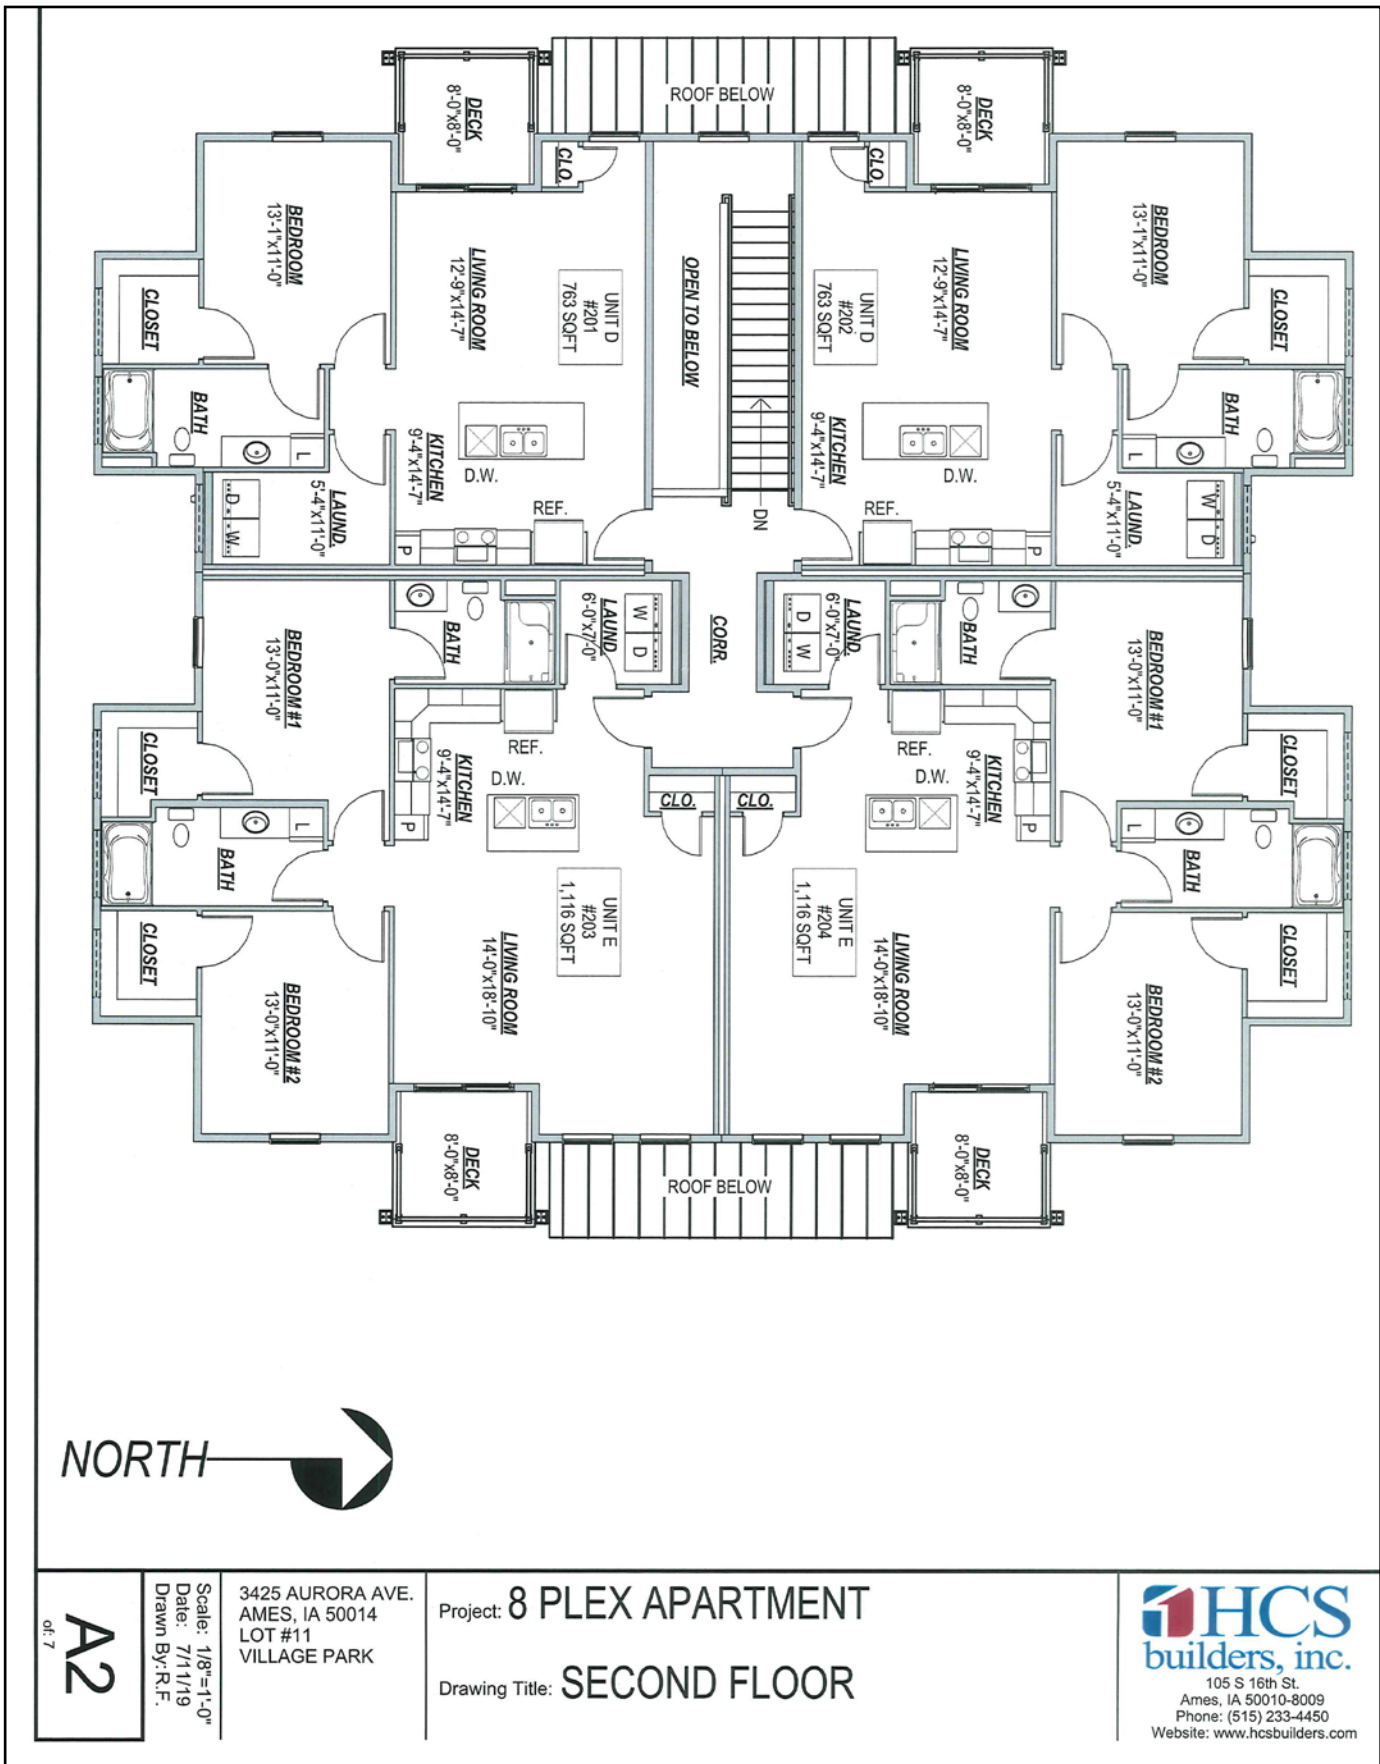 ROOF BELOW
DECK
8'-0"x8'-0"
DECK
8'-0"x8'-0"
CLO.
CLO.
BEDROOM
13'-1"x11'-0"
LIVING ROOM
12'-9"x14'-7"
UNIT D
#201
763 SQFT
OPEN TO BELOW
UNIT D
#202
763 SQFT
LIVING ROOM
12'-9"x14'-7"
BEDROOM
13'-1"x11'-0"
CLOSET
CLOSET
BATH
L
KITCHEN
9'-4"x14'-7"
D.W.
REF.
P
DN
KITCHEN
9'-4"x14'-7"
D.W.
REF.
P
BATH
L
LAUND.
5'-4"x11'-0"
D
W
LAUND.
5'-4"x11'-0"
W
D
BEDROOM #1
13'-0"x11'-0"
BATH
LAUND.
6'-0"x7'-0"
W
D
CORR.
LAUND.
6'-0"x7'-0"
D
W
BATH
BEDROOM #1
13'-0"x11'-0"
CLOSET
REF.
D.W.
KITCHEN
9'-4"x14'-7"
P
CLO.
CLO.
REF.
D.W.
KITCHEN
9'-4"x14'-7"
P
CLOSET
BATH
L
BATH
L
UNIT E
#203
1,116 SQFT
UNIT E
#204
1,116 SQFT
CLOSET
BEDROOM #2
13'-0"x11'-0"
LIVING ROOM
14'-0"x18'-10"
LIVING ROOM
14'-0"x18'-10"
BEDROOM #2
13'-0"x11'-0"
CLOSET
DECK
8'-0"x8'-0"
ROOF BELOW
DECK
8'-0"x8'-0"
NORTH
A2
of: 7
Scale: 1/8"=1'-0"
Date: 7/11/19
Drawn By:R.F.
3425 AURORA AVE.
AMES, IA 50014
LOT #11
VILLAGE PARK
Project: 8 PLEX APARTMENT
Drawing Title: SECOND FLOOR
HCS
builders, inc.
105 S 16th St.
Ames, IA 50010-8009
Phone: (515) 233-4450
Website: www.hcsbuilders.com